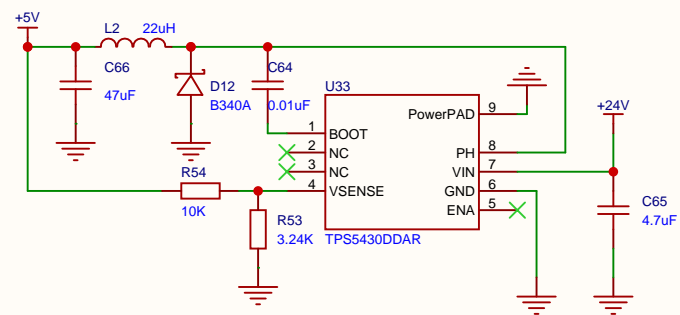 +5V
L2 22uH
C66
47uF
D12
B340A
C64
0.01uF
U33
PowerPAD 9
+24V
1 BOOT
2 NC
3 NC
4 VSENSE
PH 8
VIN 7
GND 6
ENA 5
R54
10K
R53
3.24K
TPS5430DDAR
C65
4.7uF